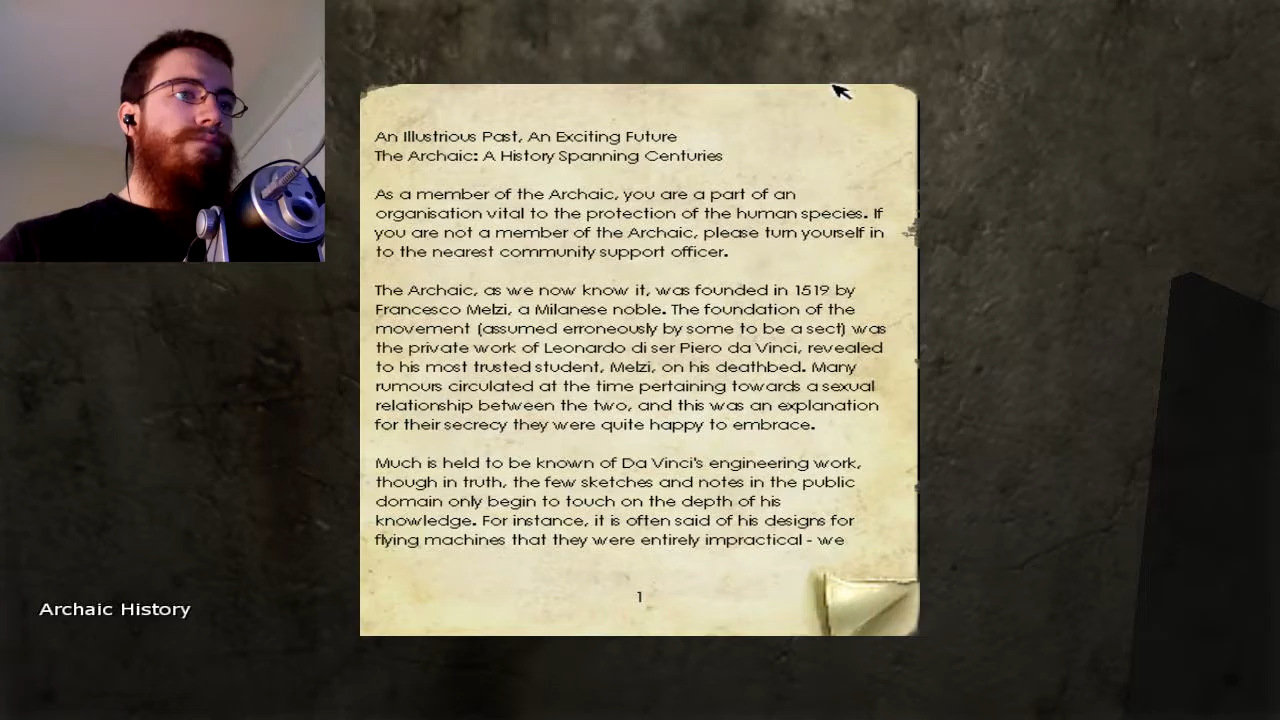 An Illustrious Past, An Exciting Future
The Archaic: A History Spanning Centuries
As a member of the Archaic, you are a part of an
organisation vital to the protection of the human species. If
you are not a member of the Archaic, please turn yourself in
to the nearest community support officer.
The Archaic, as we now know it, was founded in 1519 by
Francesco Melzi, a Milanese noble. The foundation of the
movement (assumed erroneously by some to be a sect) was
the private work of Leonardo di ser Piero da Vinci, revealed
to his most trusted student, Melzi, on his deathbed. Many
rumours circulated at the time pertaining towards a sexual
relationship between the two, and this was an explanation
for their secrecy they were quite happy to embrace.
Much is held to be known of Da Vinci's engineering work,
though in truth, the few sketches and notes in the public
domain only begin to touch on the depth of his
knowledge. For instance, it is often said of his designs for
flying machines that they were entirely impractical - we
1
Archaic History